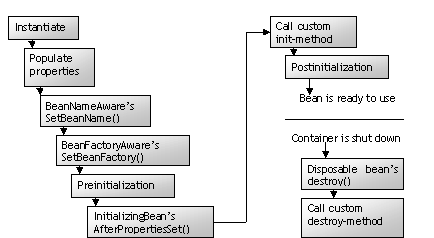 Instantiate
Populate
properties
BeanNameAware's
SetBeanName()
BeanFactoryAware's
SetBeanFactory()
Preinitialization
InitializingBean's
AfterPropertiesSet()
Call custom
init-method
Postinitialization
Bean is ready to use
Container is shut down
Disposable bean's
destroy()
Call custom
destroy-method